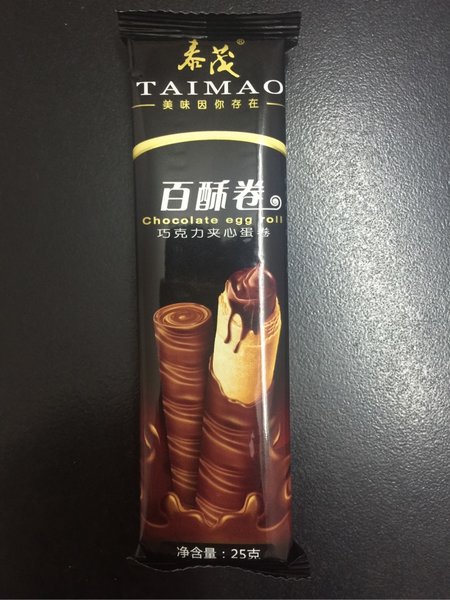 泰茂®
TAIMAO
美味因你存在
百酥卷
Chocolate egg roll
巧克力夹心蛋卷
净含量：25克